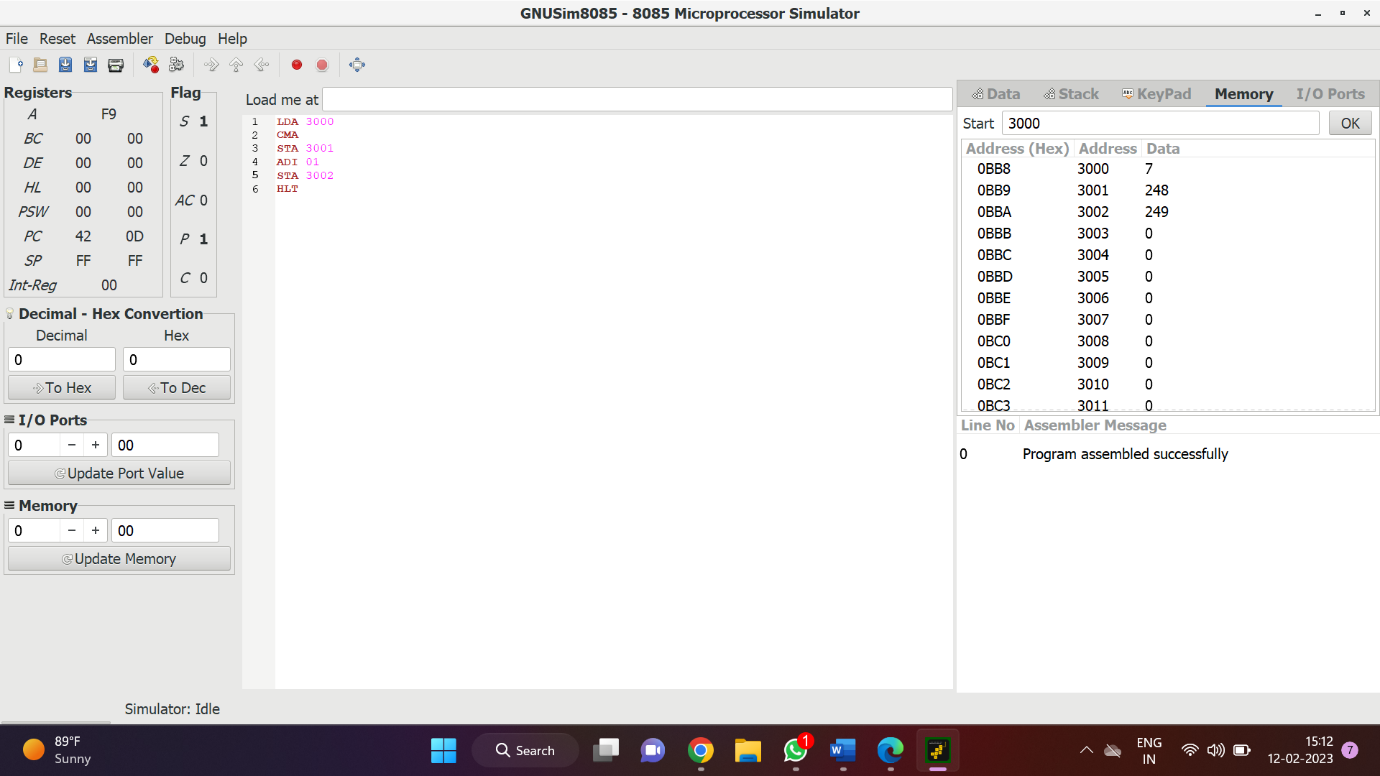 GNUSim8085 - 8085 Microprocessor Simulator
File Reset Assembler Debug Help
Registers
A F9
BC 00 00
DE 00 00
HL 00 00
PSW 00 00
PC 42 0D
SP FF FF
Int-Reg 00
Flag
S 1
Z 0
AC 0
P 1
C 0
Decimal - Hex Convertion
Decimal Hex
0 0
To Hex To Dec
I/O Ports
0 - + 00
Update Port Value
Memory
0 - + 00
Update Memory
Load me at
1 LDA 3000
2 CMA
3 STA 3001
4 ADI 01
5 STA 3002
6 HLT
Data Stack KeyPad Memory I/O Ports
Start 3000 OK
Address (Hex) Address Data
0BB8 3000 7
0BB9 3001 248
0BBA 3002 249
0BBB 3003 0
0BBC 3004 0
0BBD 3005 0
0BBE 3006 0
0BBF 3007 0
0BC0 3008 0
0BC1 3009 0
0BC2 3010 0
0BC3 3011 0
Line No Assembler Message
0 Program assembled successfully
Simulator: Idle
89°F
Sunny
Search
1
ENG
IN
15:12
12-02-2023
7